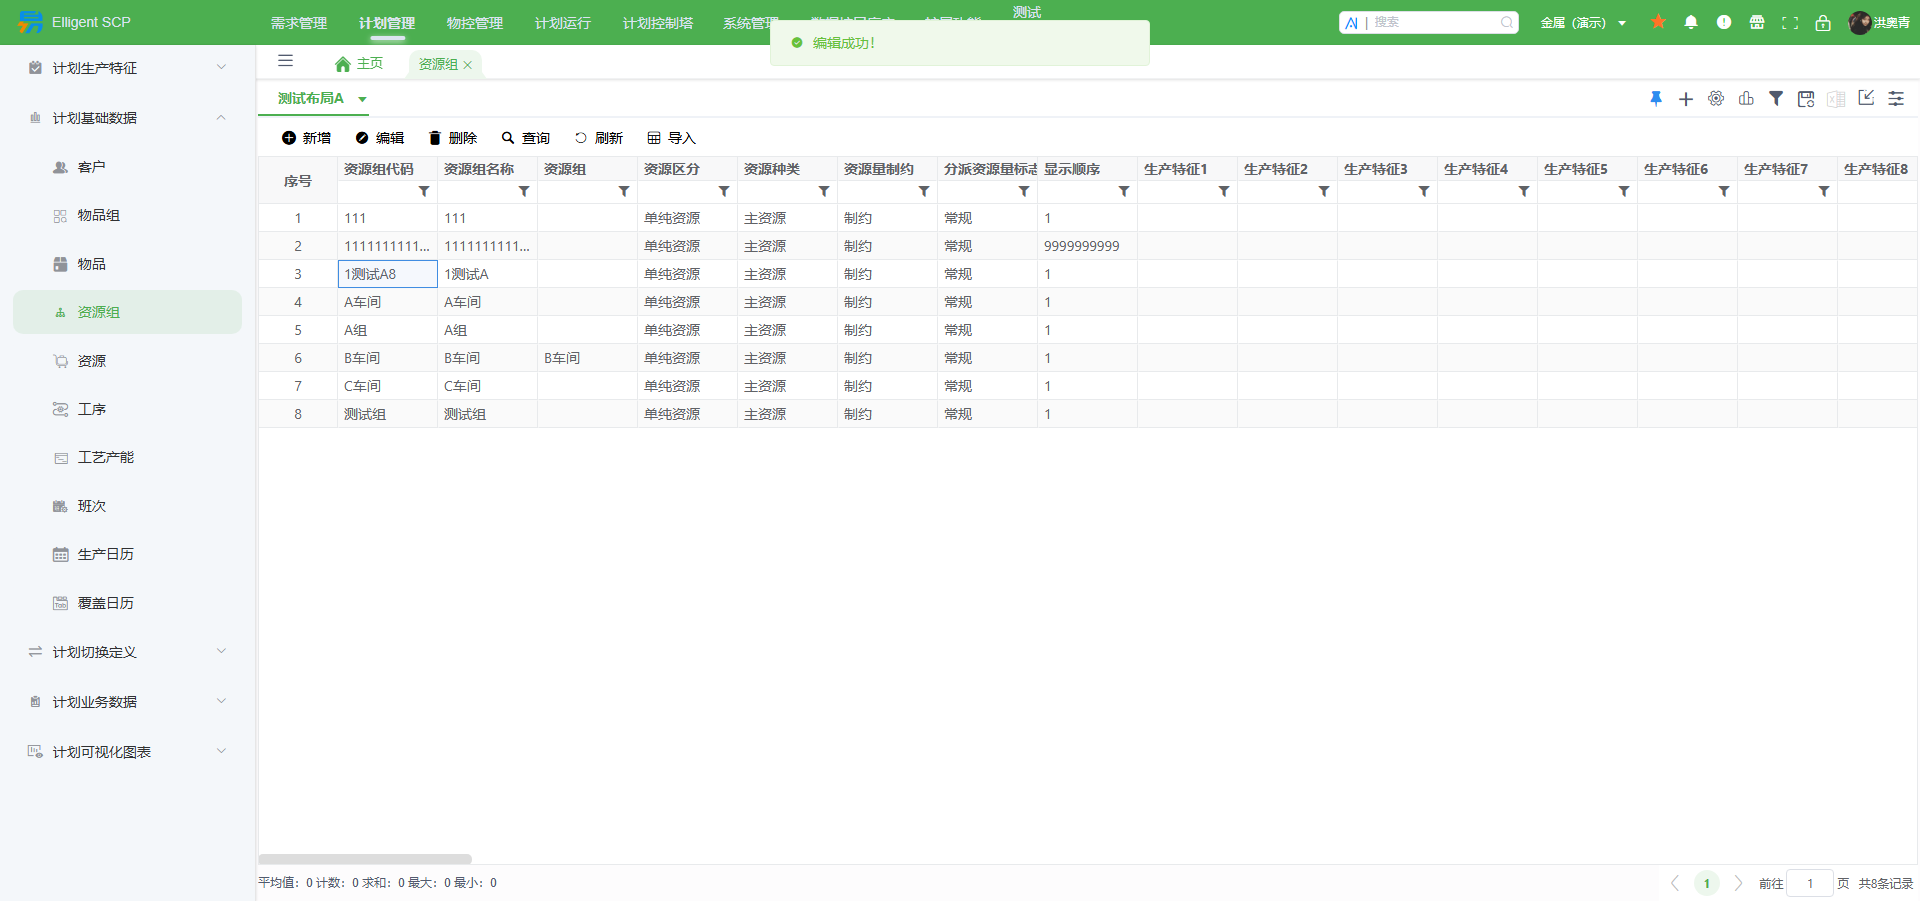 Elligent SCP
需求管理 计划管理 物控管理 计划运行 计划控制塔 系统管理 测试
AI | 搜索
金属（演示） 洪奥青
编辑成功！
主页 资源组
测试布局A
新增 编辑 删除 查询 刷新 导入
计划生产特征
计划基础数据
客户
物品组
物品
资源组
资源
工序
工艺产能
班次
生产日历
覆盖日历
计划切换定义
计划业务数据
计划可视化图表
序号 资源组代码 资源组名称 资源组 资源区分 资源种类 资源量制约 分派资源量标志 显示顺序 生产特征1 生产特征2 生产特征3 生产特征4 生产特征5 生产特征6 生产特征7 生产特征8
1 111 111 单纯资源 主资源 制约 常规 1
2 1111111111... 1111111111... 单纯资源 主资源 制约 常规 9999999999
3 1测试A8 1测试A 单纯资源 主资源 制约 常规 1
4 A车间 A车间 单纯资源 主资源 制约 常规 1
5 A组 A组 单纯资源 主资源 制约 常规 1
6 B车间 B车间 B车间 单纯资源 主资源 制约 常规 1
7 C车间 C车间 单纯资源 主资源 制约 常规 1
8 测试组 测试组 单纯资源 主资源 制约 常规 1
平均值：0 计数：0 求和：0 最大：0 最小：0
1 前往 1 页 共8条记录